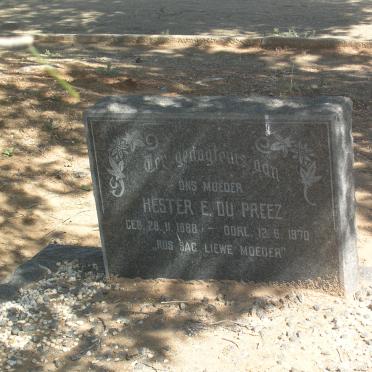 Ter gedagtenis aan
ONS MOEDER
HESTER E. DU PREEZ
GEB. 28. 11. 1888 - OORL. 12. 6. 1970
„RUS SAG LIEWE MOEDER"